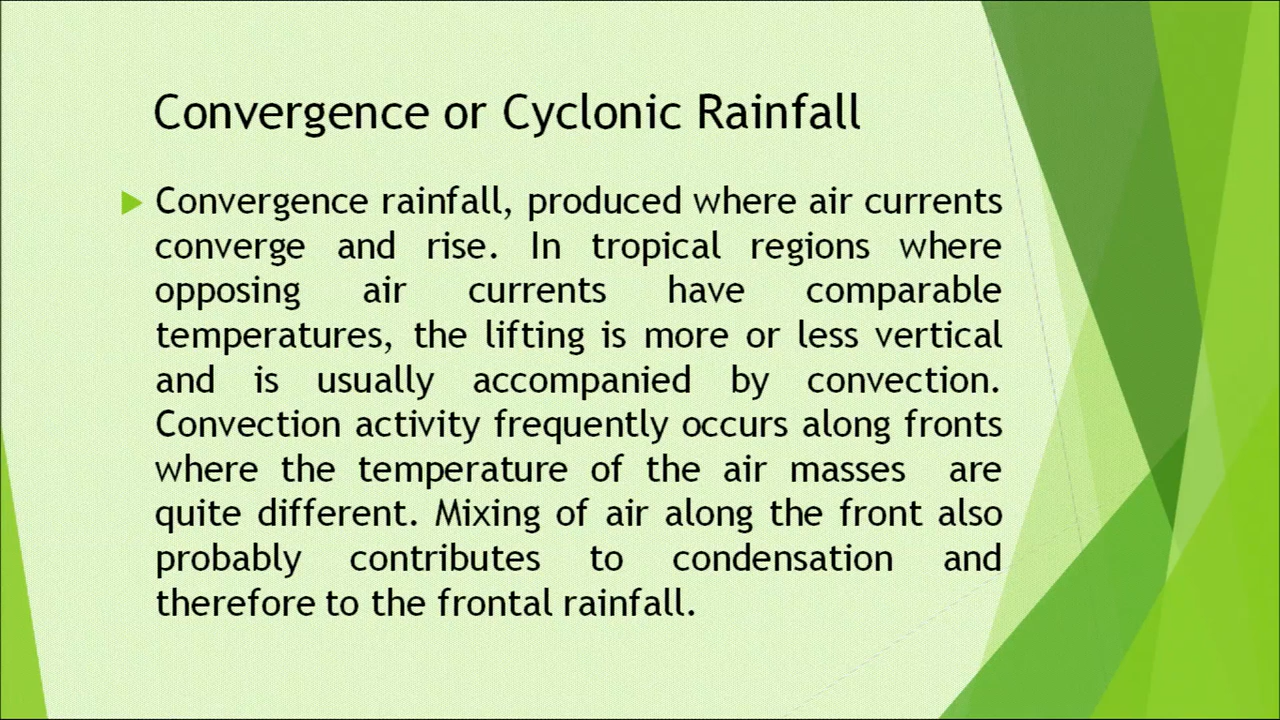 Convergence or Cyclonic Rainfall
Convergence rainfall, produced where air currents
converge and rise. In tropical regions where
opposing air currents have comparable
temperatures, the lifting is more or less vertical
and is usually accompanied by convection.
Convection activity frequently occurs along fronts
where the temperature of the air masses are
quite different. Mixing of air along the front also
probably contributes to condensation and
therefore to the frontal rainfall.